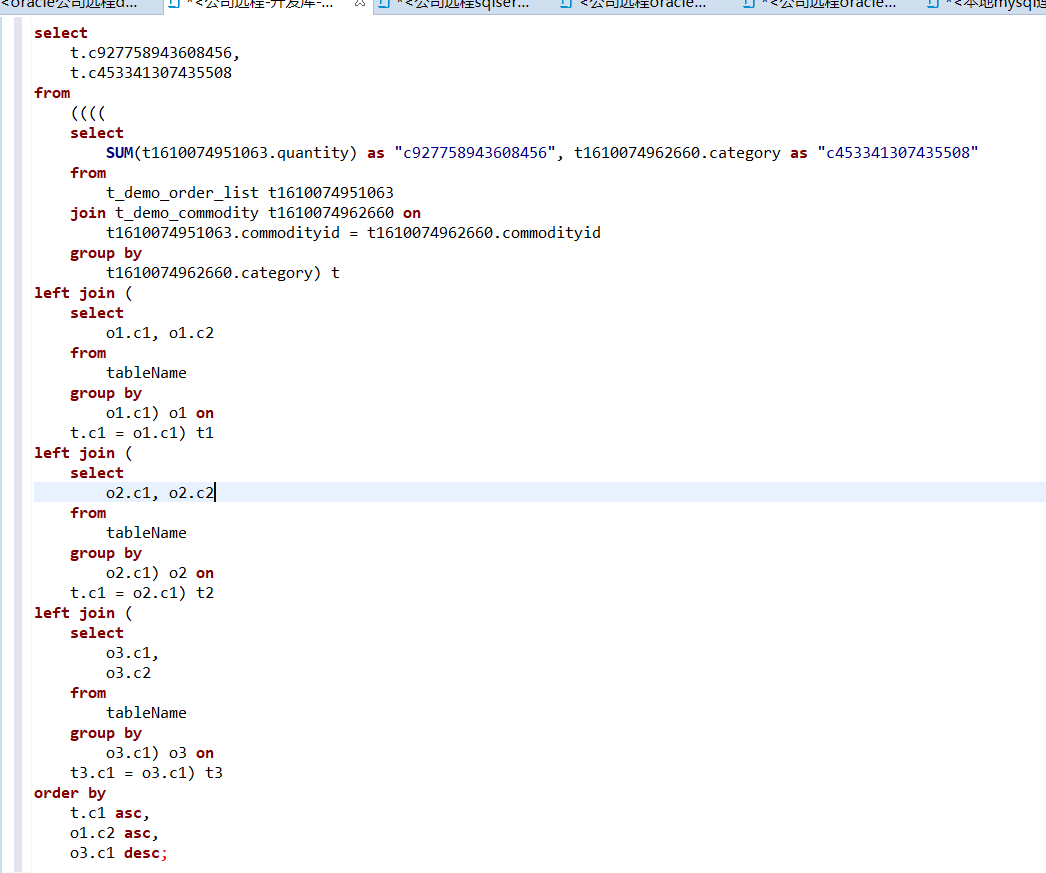 <oracle公司远程d...
*<公司远程-开发库-...
*<公司远程sqlser...
<公司远程oracle...
*<公司远程oracle...
*<本地mysql连
select
t.c927758943608456,
t.c453341307435508
from
((((
select
SUM(t1610074951063.quantity) as "c927758943608456", t1610074962660.category as "c453341307435508"
from
t_demo_order_list t1610074951063
join t_demo_commodity t1610074962660 on
t1610074951063.commodityid = t1610074962660.commodityid
group by
t1610074962660.category) t
left join (
select
o1.c1, o1.c2
from
tableName
group by
o1.c1) o1 on
t.c1 = o1.c1) t1
left join (
select
o2.c1, o2.c2
from
tableName
group by
o2.c1) o2 on
t.c1 = o2.c1) t2
left join (
select
o3.c1,
o3.c2
from
tableName
group by
o3.c1) o3 on
t3.c1 = o3.c1) t3
order by
t.c1 asc,
o1.c2 asc,
o3.c1 desc;